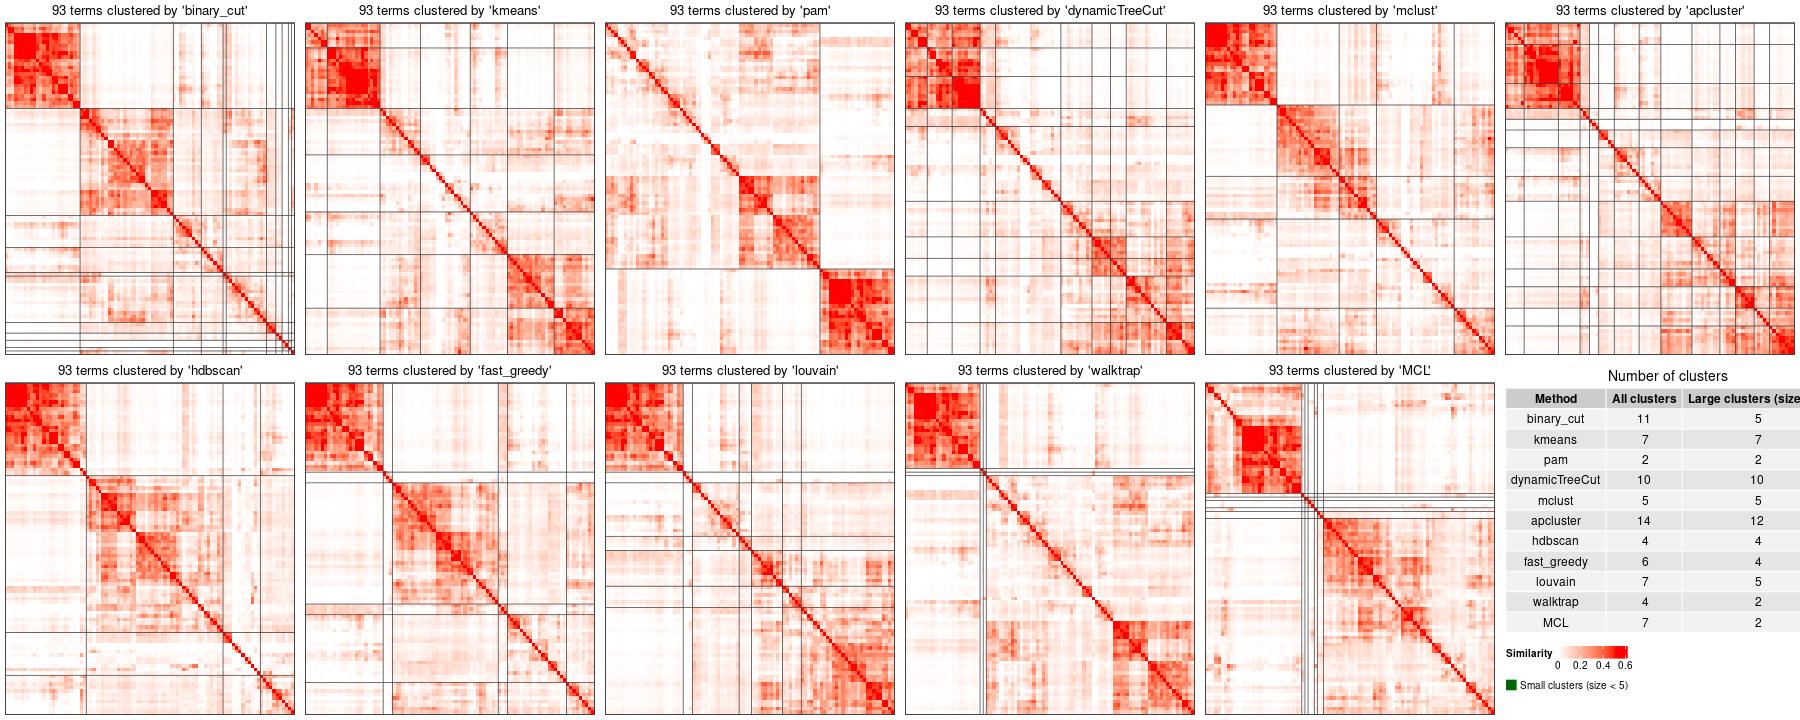 93 terms clustered by 'binary_cut'
93 terms clustered by 'kmeans'
93 terms clustered by 'pam'
93 terms clustered by 'dynamicTreeCut'
93 terms clustered by 'mclust'
93 terms clustered by 'apcluster'
93 terms clustered by 'hdbscan'
93 terms clustered by 'fast_greedy'
93 terms clustered by 'louvain'
93 terms clustered by 'walktrap'
93 terms clustered by 'MCL'
Number of clusters
Method All clusters Large clusters (size
binary_cut 11 5
kmeans 7 7
pam 2 2
dynamicTreeCut 10 10
mclust 5 5
apcluster 14 12
hdbscan 4 4
fast_greedy 6 4
louvain 7 5
walktrap 4 2
MCL 7 2
Similarity
0 0.2 0.4 0.6
Small clusters (size < 5)